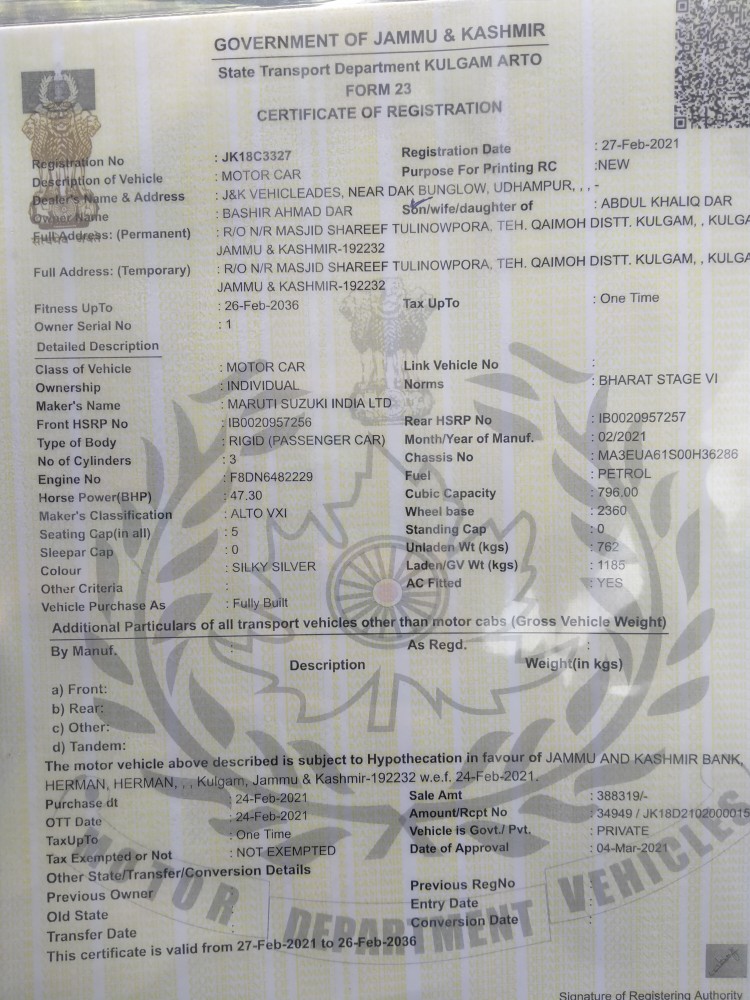 GOVERNMENT OF JAMMU & KASHMIR
State Transport Department KULGAM ARTO
FORM 23
CERTIFICATE OF REGISTRATION
Registration No : JK18C3327 Registration Date : 27-Feb-2021
Description of Vehicle : MOTOR CAR Purpose For Printing RC :NEW
Dealer's Name & Address : J&K VEHICLEADES, NEAR DAK BUNGLOW, UDHAMPUR, , , -
Owner Name : BASHIR AHMAD DAR Son/wife/daughter of : ABDUL KHALIQ DAR
Full Address: (Permanent) : R/O N/R MASJID SHAREEF TULINOWPORA, TEH. QAIMOH DISTT. KULGAM, , KULGA
JAMMU & KASHMIR-192232
Full Address: (Temporary) : R/O N/R MASJID SHAREEF TULINOWPORA, TEH. QAIMOH DISTT. KULGAM, , KULGA
JAMMU & KASHMIR-192232
Fitness UpTo : 26-Feb-2036 Tax UpTo : One Time
Owner Serial No : 1
Detailed Description
Class of Vehicle : MOTOR CAR Link Vehicle No :
Ownership : INDIVIDUAL Norms : BHARAT STAGE VI
Maker's Name : MARUTI SUZUKI INDIA LTD
Front HSRP No : IB0020957256 Rear HSRP No : IB0020957257
Type of Body : RIGID (PASSENGER CAR) Month/Year of Manuf. : 02/2021
No of Cylinders : 3 Chassis No : MA3EUA61S00H36286
Engine No : F8DN6482229 Fuel : PETROL
Horse Power(BHP) : 47.30 Cubic Capacity : 796.00
Maker's Classification : ALTO VXI Wheel base : 2360
Seating Cap(in all) : 5 Standing Cap : 0
Sleepar Cap : 0 Unladen Wt (kgs) : 762
Colour : SILKY SILVER Laden/GV Wt (kgs) : 1185
Other Criteria : AC Fitted : YES
Vehicle Purchase As : Fully Built
Additional Particulars of all transport vehicles other than motor cabs (Gross Vehicle Weight)
By Manuf. : As Regd. :
Description Weight(in kgs)
a) Front:
b) Rear:
c) Other:
d) Tandem:
The motor vehicle above described is subject to Hypothecation in favour of JAMMU AND KASHMIR BANK,
HERMAN, HERMAN, , , Kulgam, Jammu & Kashmir-192232 w.e.f. 24-Feb-2021.
Purchase dt : 24-Feb-2021 Sale Amt : 388319/-
OTT Date : 24-Feb-2021 Amount/Rcpt No : 34949 / JK18D2102000015
TaxUpTo : One Time Vehicle is Govt./ Pvt. : PRIVATE
Tax Exempted or Not : NOT EXEMPTED Date of Approval : 04-Mar-2021
Other State/Transfer/Conversion Details
Previous Owner : Previous RegNo :
Old State : Entry Date :
Transfer Date : Conversion Date :
This certificate is valid from 27-Feb-2021 to 26-Feb-2036
MOTOR VEHICLES
DEPARTMENT
Signature of Registering Authority